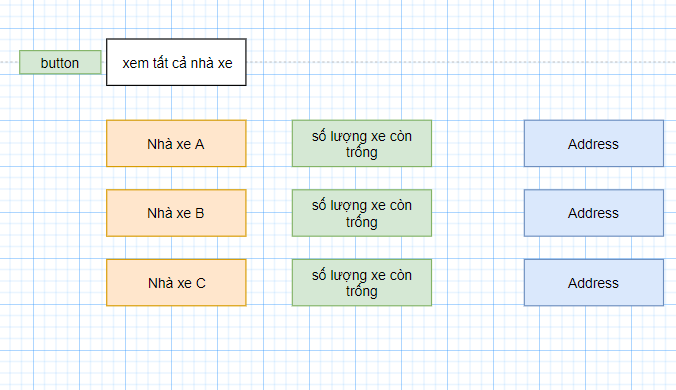 button
xem tất cả nhà xe
Nhà xe A
số lượng xe còn
trống
Address
Nhà xe B
số lượng xe còn
trống
Address
Nhà xe C
số lượng xe còn
trống
Address